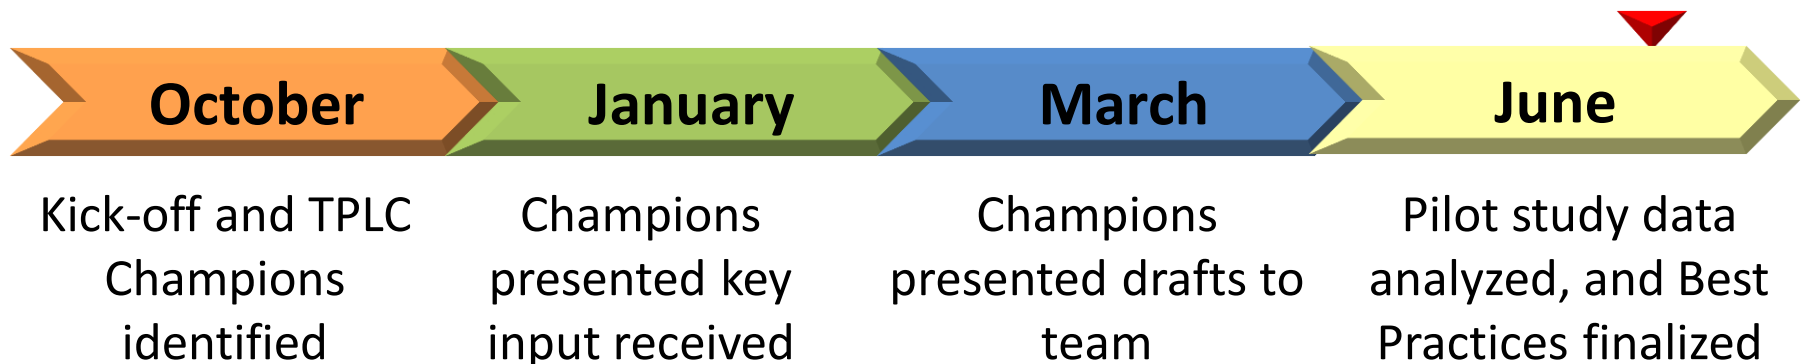 October
January
March
June
Kick-off and TPLC
Champions
identified
Champions
presented key
input received
Champions
presented drafts to
team
Pilot study data
analyzed, and Best
Practices finalized